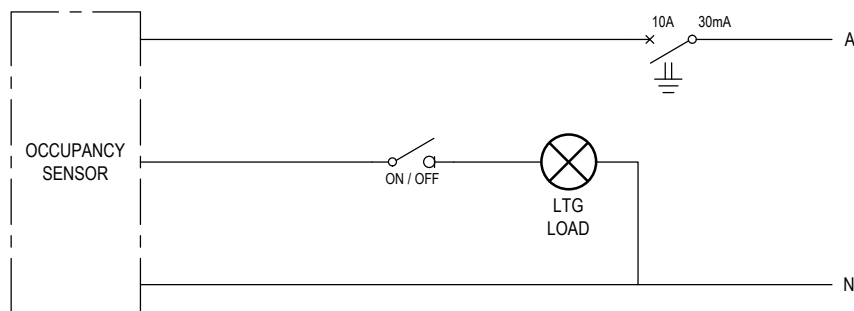 10A 30mA
A
OCCUPANCY
SENSOR
ON / OFF
LTG
LOAD
N